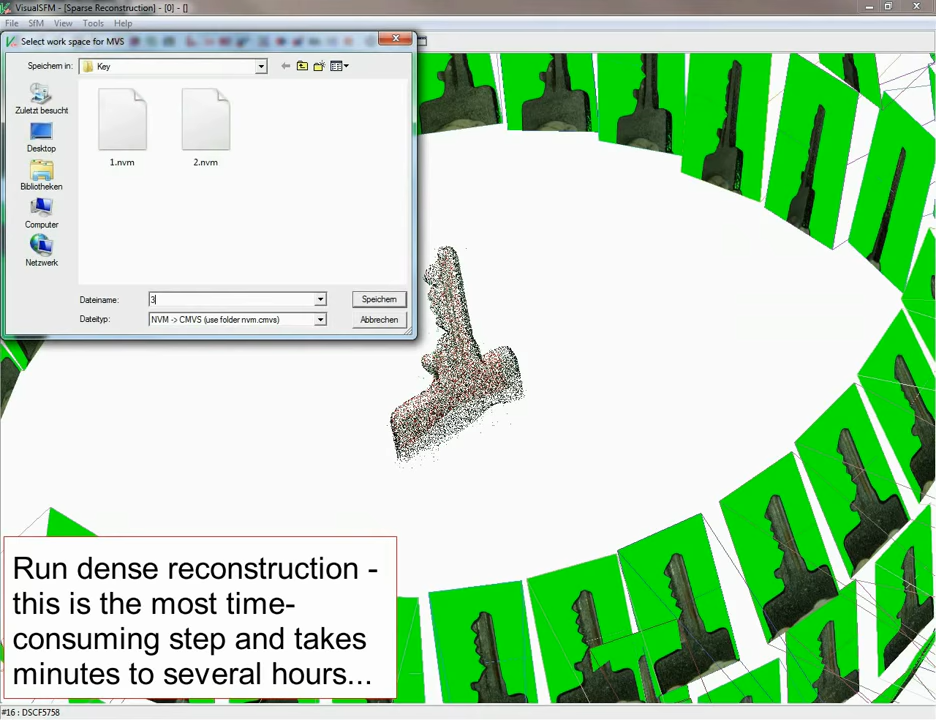 VisualSFM - [Sparse Reconstruction] - [0] - []
File SfM View Tools Help
Select work space for MVS
Speichern in: Key
Zuletzt besucht
Desktop
Bibliotheken
Computer
Netzwerk
1.nvm 2.nvm
Dateiname: 3 Speichern
Dateityp: NVM -> CMVS (use folder nvm.cmvs) Abbrechen
Run dense reconstruction -
this is the most time-
consuming step and takes
minutes to several hours...
#16 : DSCF5758